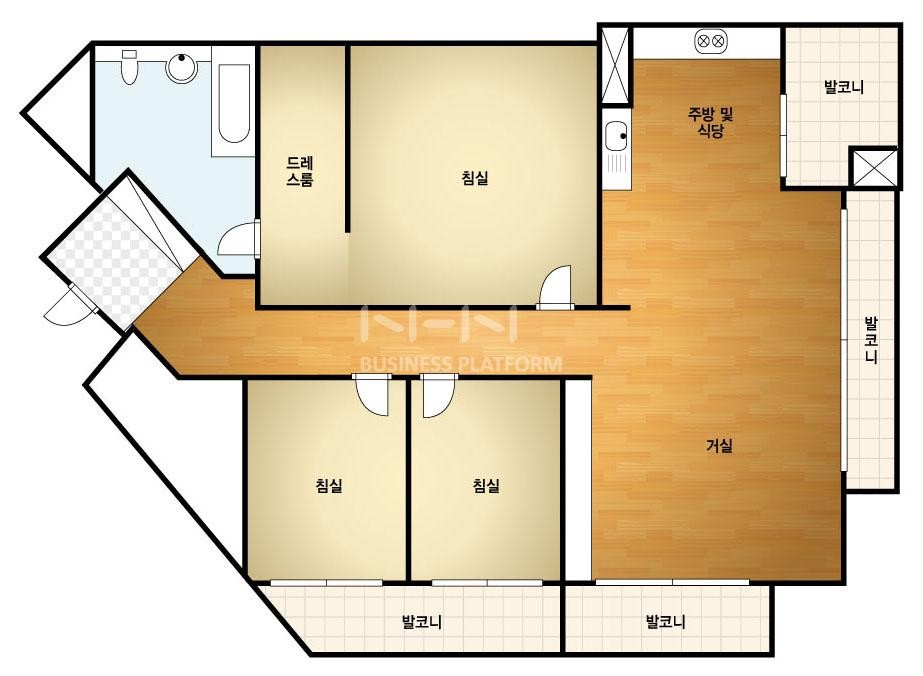 발코니
주방 및
식당
드레
스룸
침실
N-N
BUSINESS PLATFORM
발
코
니
거실
침실
침실
발코니
발코니